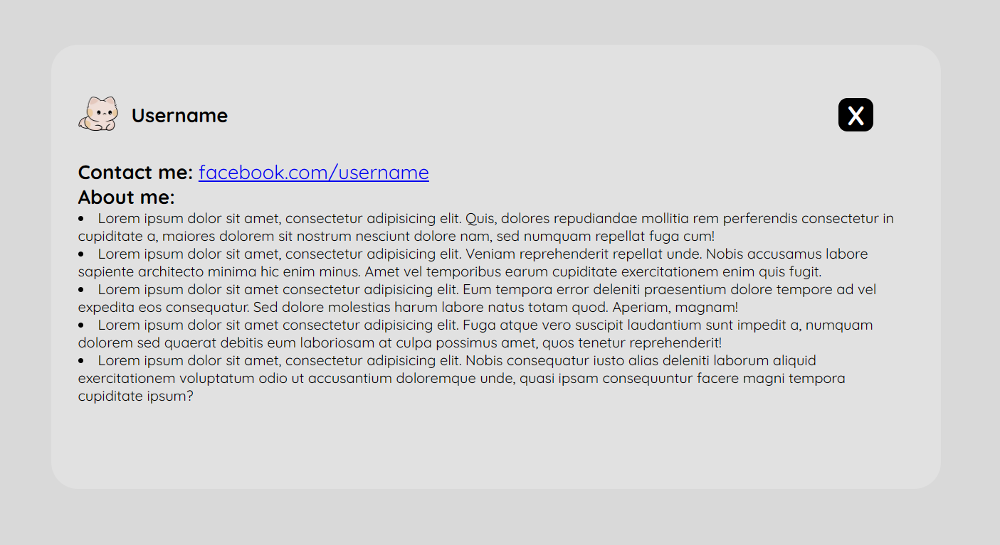 Username
X
Contact me: facebook.com/username
About me:
• Lorem ipsum dolor sit amet, consectetur adipisicing elit. Quis, dolores repudiandae mollitia rem perferendis consectetur in
cupiditate a, maiores dolorem sit nostrum nesciunt dolore nam, sed numquam repellat fuga cum!
• Lorem ipsum dolor sit amet, consectetur adipisicing elit. Veniam reprehenderit repellat unde. Nobis accusamus labore
sapiente architecto minima hic enim minus. Amet vel temporibus earum cupiditate exercitationem enim quis fugit.
• Lorem ipsum dolor sit amet consectetur adipisicing elit. Eum tempora error deleniti praesentium dolore tempore ad vel
expedita eos consequatur. Sed dolore molestias harum labore natus totam quod. Aperiam, magnam!
• Lorem ipsum dolor sit amet consectetur adipisicing elit. Fuga atque vero suscipit laudantium sunt impedit a, numquam
dolorem sed quaerat debitis eum laboriosam at culpa possimus amet, quos tenetur reprehenderit!
• Lorem ipsum dolor sit amet, consectetur adipisicing elit. Nobis consequatur iusto alias deleniti laborum aliquid
exercitationem voluptatum odio ut accusantium doloremque unde, quasi ipsam consequuntur facere magni tempora
cupiditate ipsum?